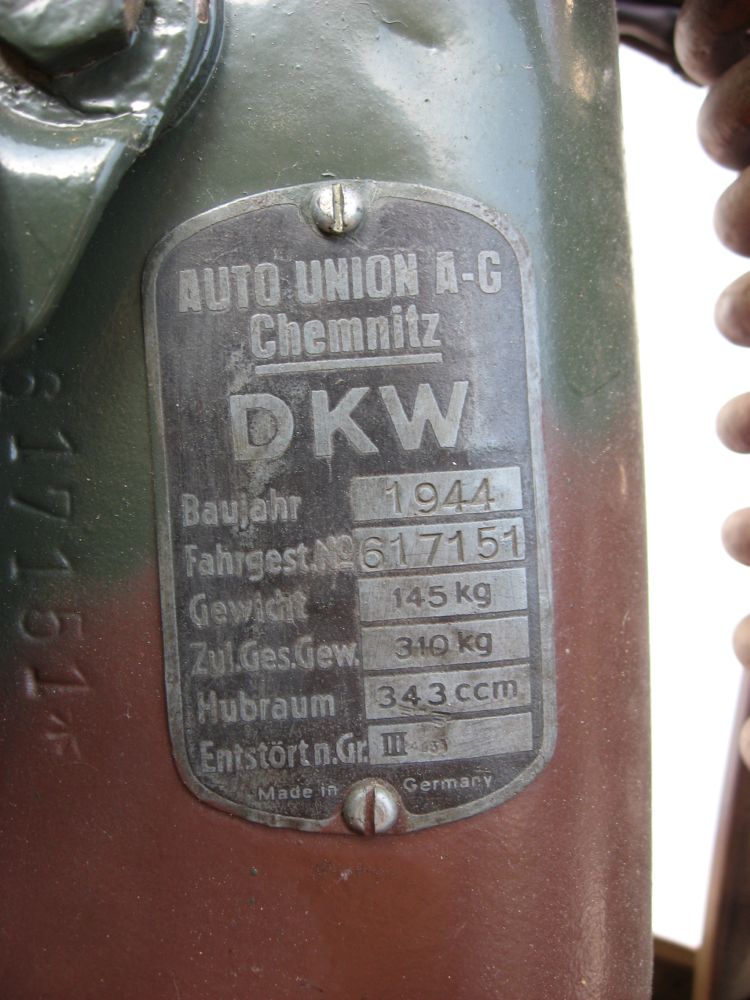 AUTO UNION A-G
Chemnitz
DKW
Baujahr 1944
Fahrgest.No 617151
Gewicht 145 kg
Zul.Ges.Gew. 310 kg
Hubraum 343 ccm
Entstört n.Gr. III
Made in Germany
617151*